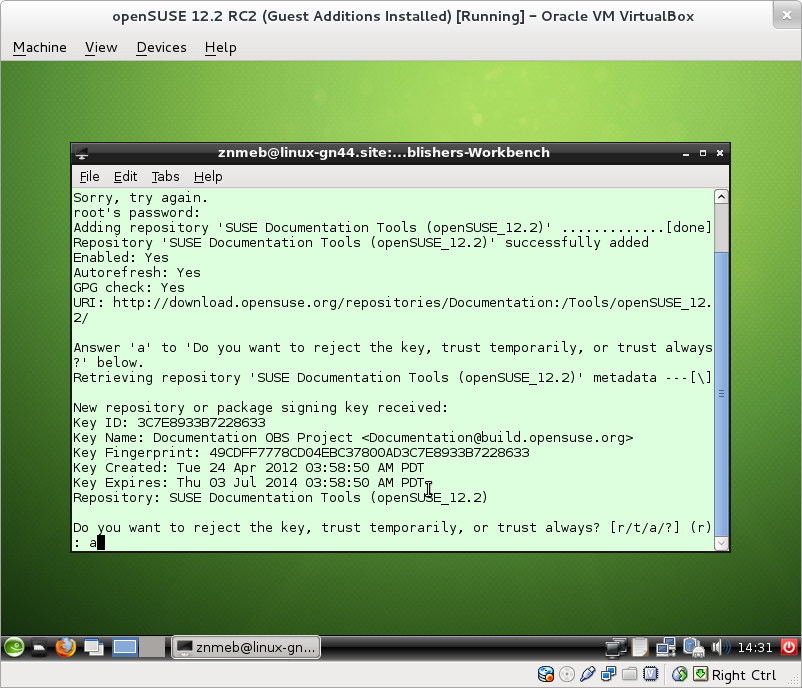 openSUSE 12.2 RC2 (Guest Additions Installed) [Running] – Oracle VM VirtualBox
Machine View Devices Help
znmeb@linux-gn44.site:...blishers-Workbench
File Edit Tabs Help
Sorry, try again.
root's password:
Adding repository 'SUSE Documentation Tools (openSUSE_12.2)' .............[done]
Repository 'SUSE Documentation Tools (openSUSE_12.2)' successfully added
Enabled: Yes
Autorefresh: Yes
GPG check: Yes
URI: http://download.opensuse.org/repositories/Documentation:/Tools/openSUSE_12.
2/
Answer 'a' to 'Do you want to reject the key, trust temporarily, or trust always
?' below.
Retrieving repository 'SUSE Documentation Tools (openSUSE_12.2)' metadata ---[\]
New repository or package signing key received:
Key ID: 3C7E8933B7228633
Key Name: Documentation OBS Project <Documentation@build.opensuse.org>
Key Fingerprint: 49CDFF7778CD04EBC37800AD3C7E8933B7228633
Key Created: Tue 24 Apr 2012 03:58:50 AM PDT
Key Expires: Thu 03 Jul 2014 03:58:50 AM PDT
Repository: SUSE Documentation Tools (openSUSE_12.2)
Do you want to reject the key, trust temporarily, or trust always? [r/t/a/?] (r)
: a
znmeb@linux-gn...
14:31
Right Ctrl